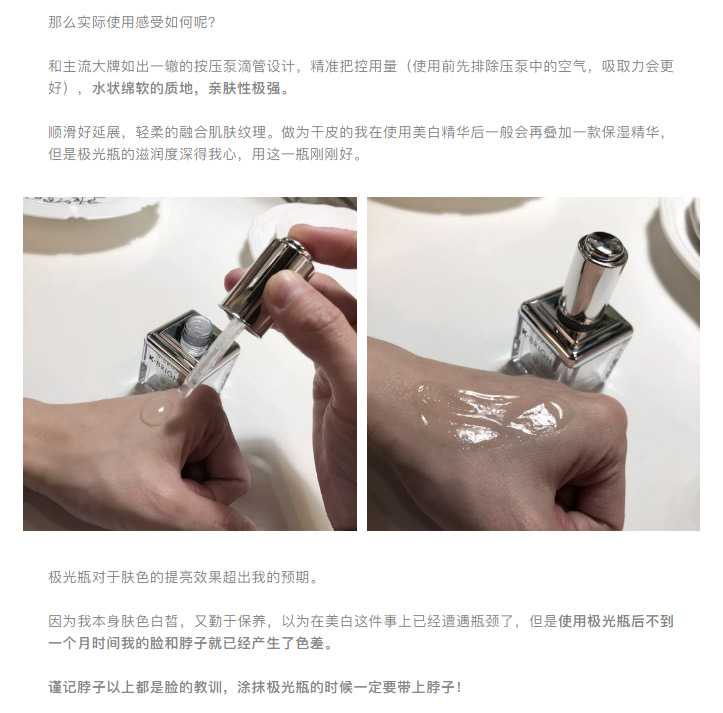 那么实际使用感受如何呢？
和主流大牌如出一辙的按压泵滴管设计，精准把控用量（使用前先排除压泵中的空气，吸取力会更
好），水状绵软的质地，亲肤性极强。
顺滑好延展，轻柔的融合肌肤纹理。做为干皮的我在使用美白精华后一般会再叠加一款保湿精华，
但是极光瓶的滋润度深得我心，用这一瓶刚刚好。
极光瓶对于肤色的提亮效果超出我的预期。
因为我本身肤色白皙，又勤于保养，以为在美白这件事上已经遭遇瓶颈了，但是使用极光瓶后不到
一个月时间我的脸和脖子就已经产生了色差。
谨记脖子以上都是脸的教训，涂抹极光瓶的时候一定要带上脖子！